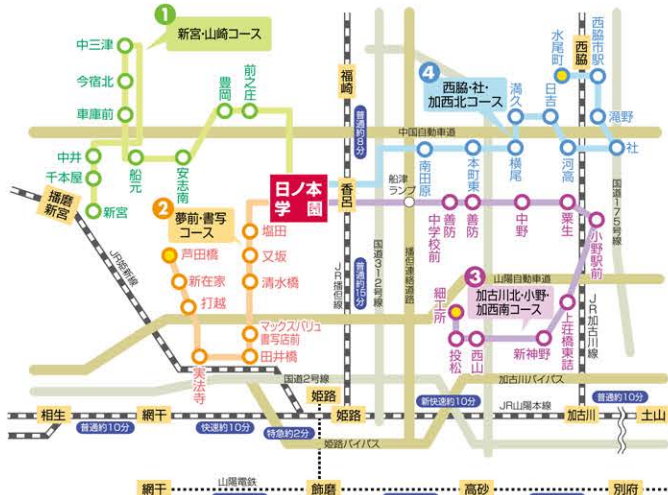 1
新宮・山崎コース
中三津
今宿北
車庫前
中井
千本屋
新宮
船元
安志南
豊岡
前之庄
播磨
新宮
JR姫新線
日ノ本
学園
福崎
普通約8分
香呂
普通約15分
JR播但線
国道312号線
播但連絡道路
船津
ランプ
中国自動車道
4
西脇・社・
加西北コース
水尾町
西脇市駅
西脇
滝野
社
河高
日吉
満久
横尾
本町東
南田原
国道175号線
2
夢前・書写
コース
芦田橋
新在家
打越
実法寺
田井橋
マックスバリュ
書写店前
清水橋
又坂
塩田
3
加古川北・小野・
加西南コース
善防
中学校前
善防
中野
粟生
小野駅前
上荘橋東詰
新神野
西山
投松
細工所
山陽自動車道
JR加古川線
加古川バイパス
国道2号線
姫路
相生
普通約10分
網干
快速約10分
特急約2分
姫路
新快速約10分
JR山陽本線
加古川
普通約10分
土山
姫路バイパス
網干
山陽電鉄
飾磨
高砂
別府